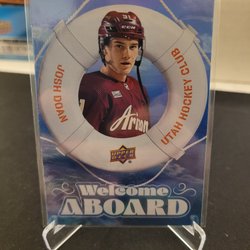 JOSH DOAN
UTAH HOCKEY CLUB
UPPER DECK
Welcome
ABOARD